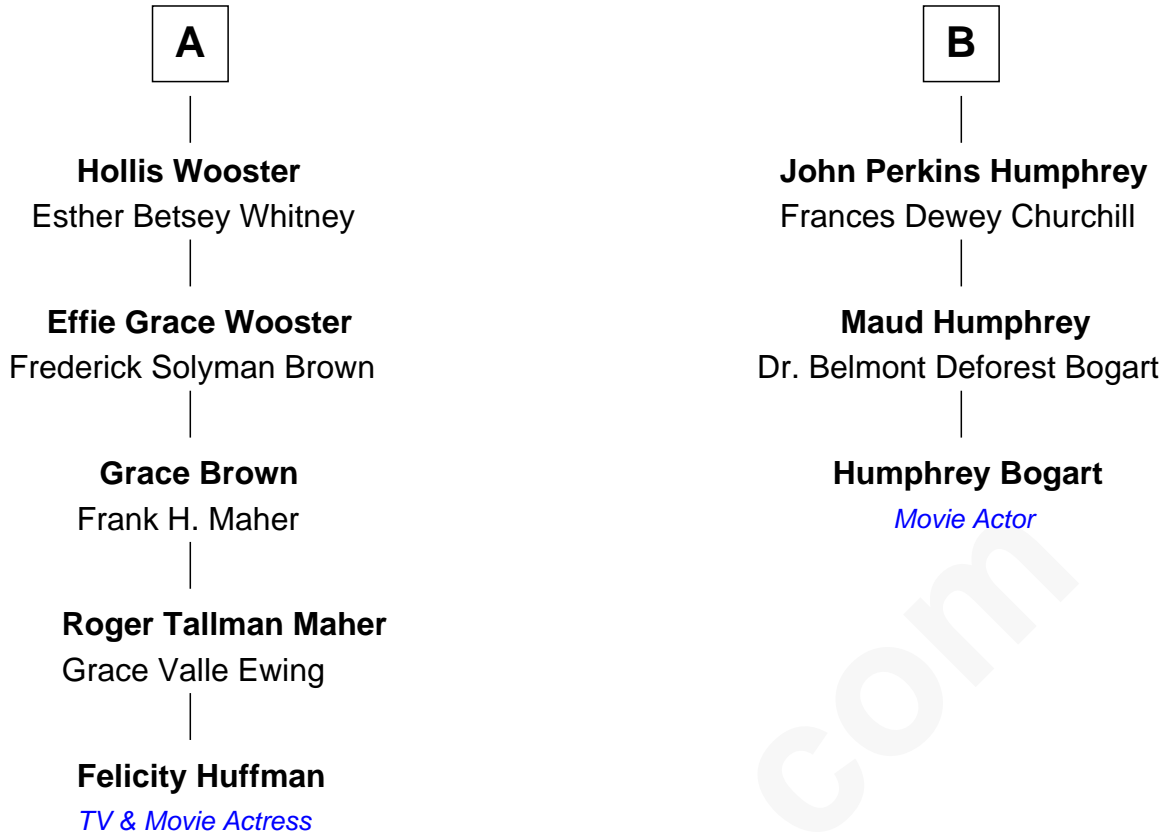 A
Hollis Wooster
Esther Betsey Whitney
Effie Grace Wooster
Frederick Solyman Brown
Grace Brown
Frank H. Maher
Roger Tallman Maher
Grace Valle Ewing
Felicity Huffman
TV & Movie Actress
B
John Perkins Humphrey
Frances Dewey Churchill
Maud Humphrey
Dr. Belmont Deforest Bogart
Humphrey Bogart
Movie Actor
com